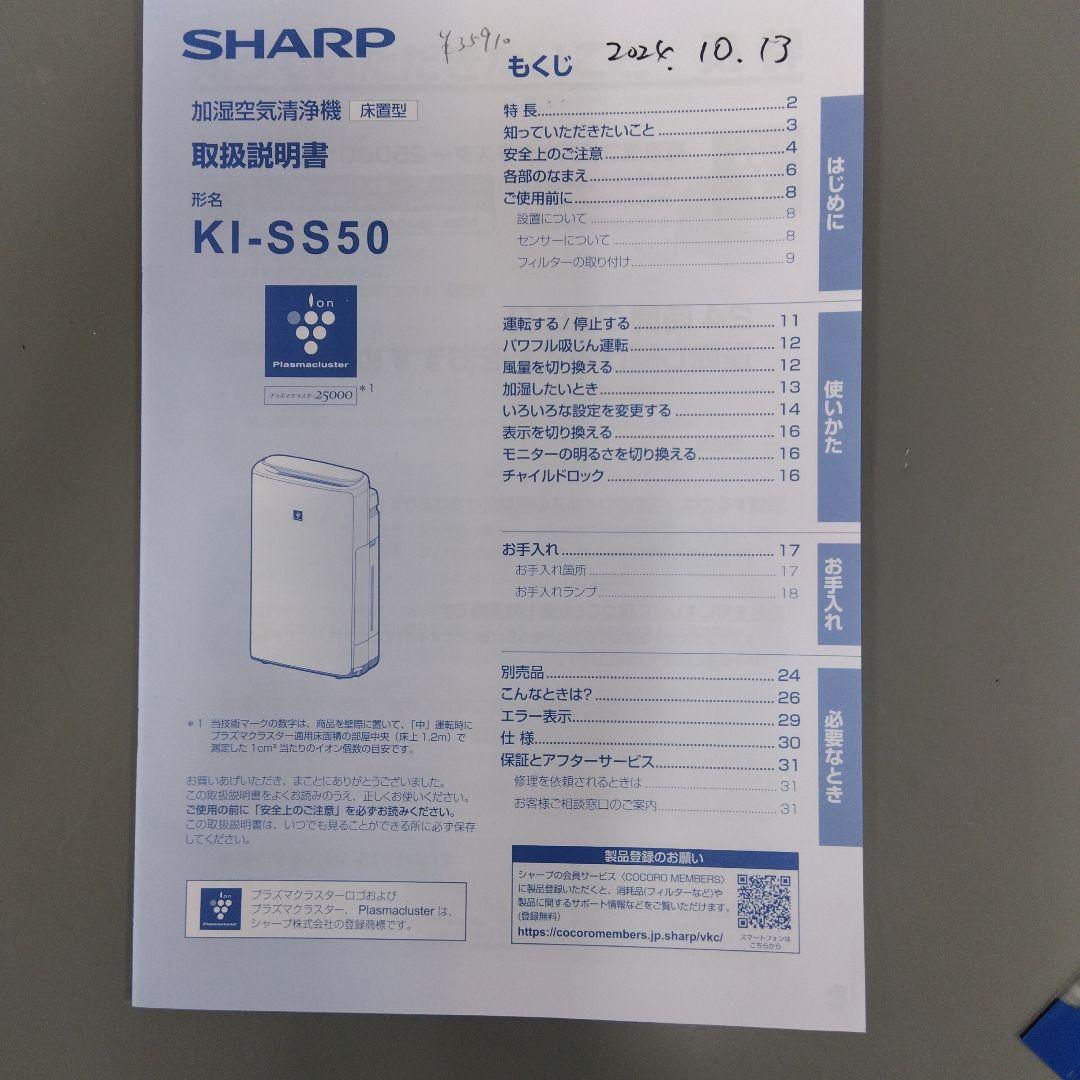 SHARP
¥35910
2024. 10. 13
加湿空気清浄機 床置型
取扱説明書
形名
KI-SS50
Ion
Plasmacluster
プラズマクラスター 25000 *1
*1 当技術マークの数字は、商品を壁際に置いて、「中」運転時に
プラズマクラスター適用床面積の部屋中央（床上1.2m）で
測定した1cm³当たりのイオン個数の目安です。
お買いあげいただき、まことにありがとうございました。
この取扱説明書をよくお読みのうえ、正しくお使いください。
ご使用の前に「安全上のご注意」を必ずお読みください。
この取扱説明書は、いつでも見ることができる所に必ず保存
してください。
Ion
Plasmacluster
プラズマクラスターロゴおよび
プラズマクラスター、Plasmacluster は、
シャープ株式会社の登録商標です。
もくじ
特長 2
知っていただきたいこと 3
安全上のご注意 4
各部のなまえ 6
ご使用前に 8
設置について 8
センサーについて 8
フィルターの取り付け 9
はじめに
運転する / 停止する 11
パワフル吸じん運転 12
風量を切り換える 12
加湿したいとき 13
いろいろな設定を変更する 14
表示を切り換える 16
モニターの明るさを切り換える 16
チャイルドロック 16
使いかた
お手入れ 17
お手入れ箇所 17
お手入れランプ 18
お手入れ
別売品 24
こんなときは? 26
エラー表示 29
仕様 30
保証とアフターサービス 31
修理を依頼されるときは 31
お客様ご相談窓口のご案内 31
必要なとき
製品登録のお願い
シャープの会員サービス〈COCORO MEMBERS〉
に製品登録いただくと、消耗品(フィルターなど)や
製品に関するサポート情報などをご覧いただけます。
(登録無料)
https://cocoromembers.jp.sharp/vkc/
スマートフォンは
こちらから